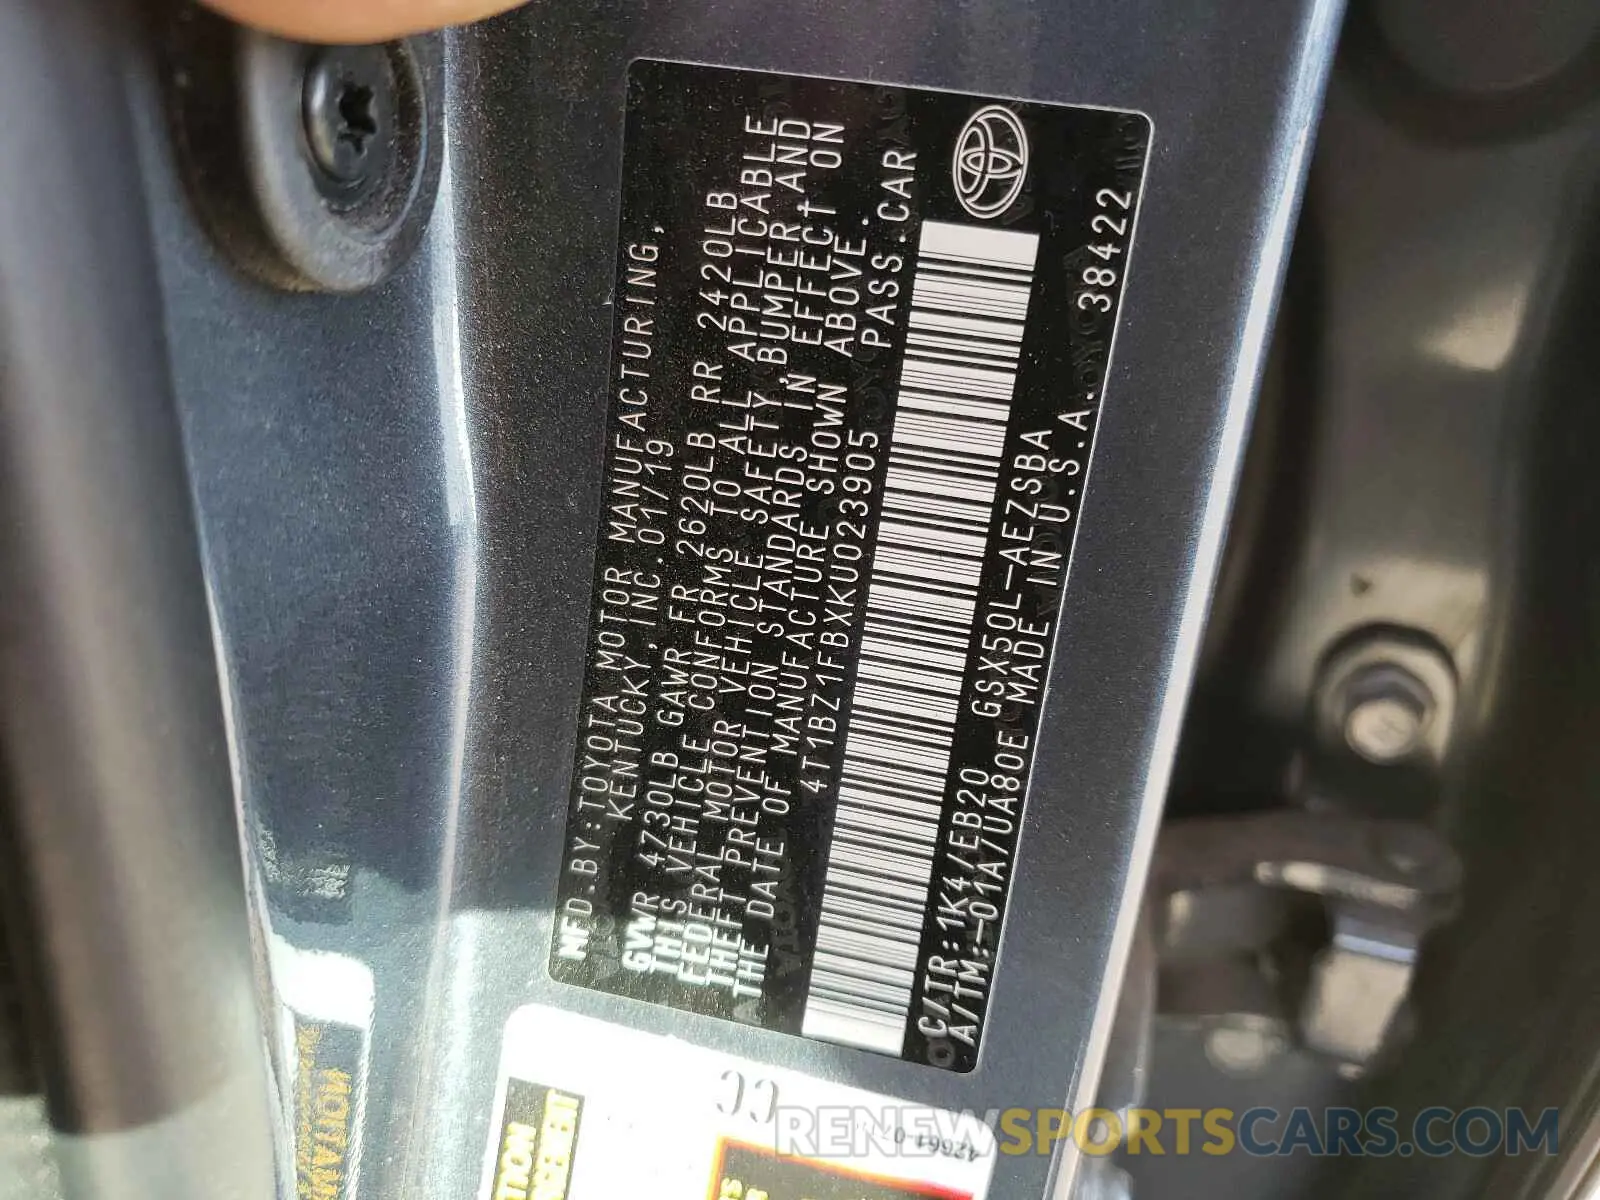 MFD.BY:TOYOTA MOTOR MANUFACTURING,
KENTUCKY, INC. 01/19
GVWR 4730LB GAWR FR 2620LB RR 2420LB
THIS VEHICLE CONFORMS TO ALL APPLICABLE
FEDERAL MOTOR VEHICLE SAFETY,BUMPER,AND
THEFT PREVENTION STANDARDS IN EFFECT ON
THE DATE OF MANUFACTURE SHOWN ABOVE.
4T1BZ1FBXKU023905 PASS.CAR
C/TR:1K4/EB20 GSX50L-AEZSBA
A/TM:-01A/UA80E MADE IN U.S.A. 38422
CC
RENEWSPORTSCARS.COM